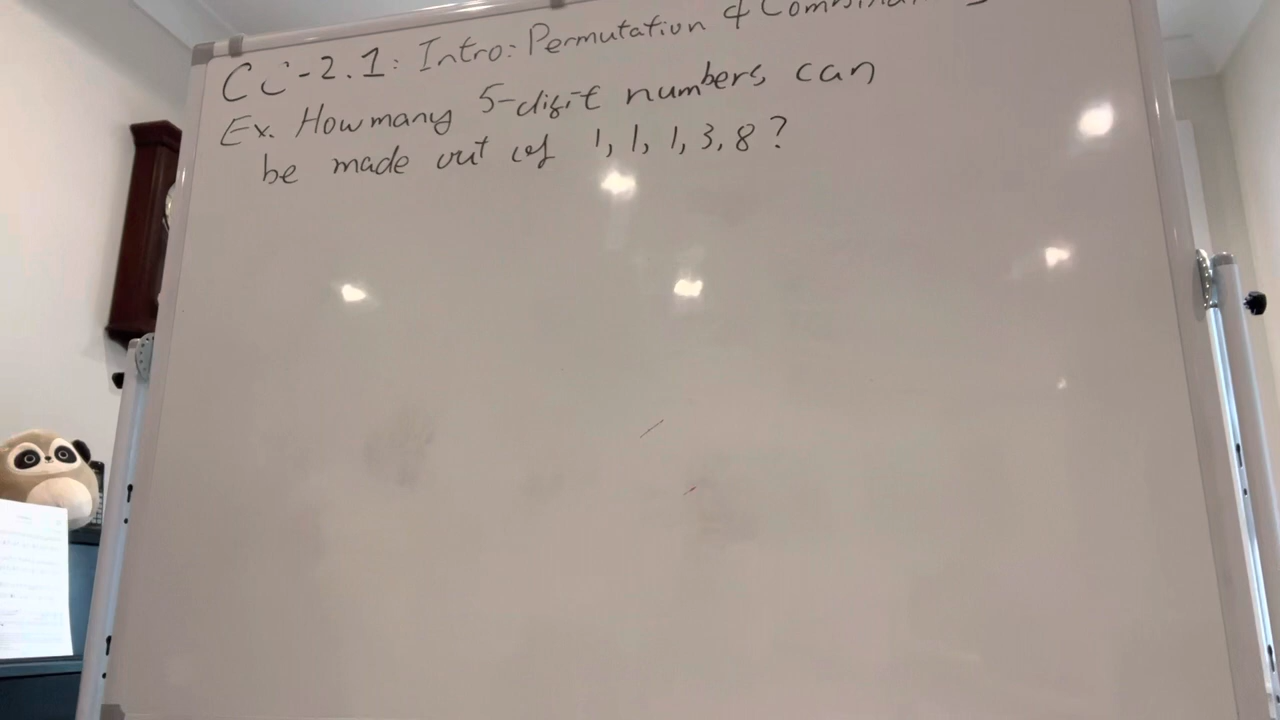 CC-2.1: Intro: Permutation &
Ex. How many 5-digit numbers can
be made out of 1, 1, 1, 3, 8?